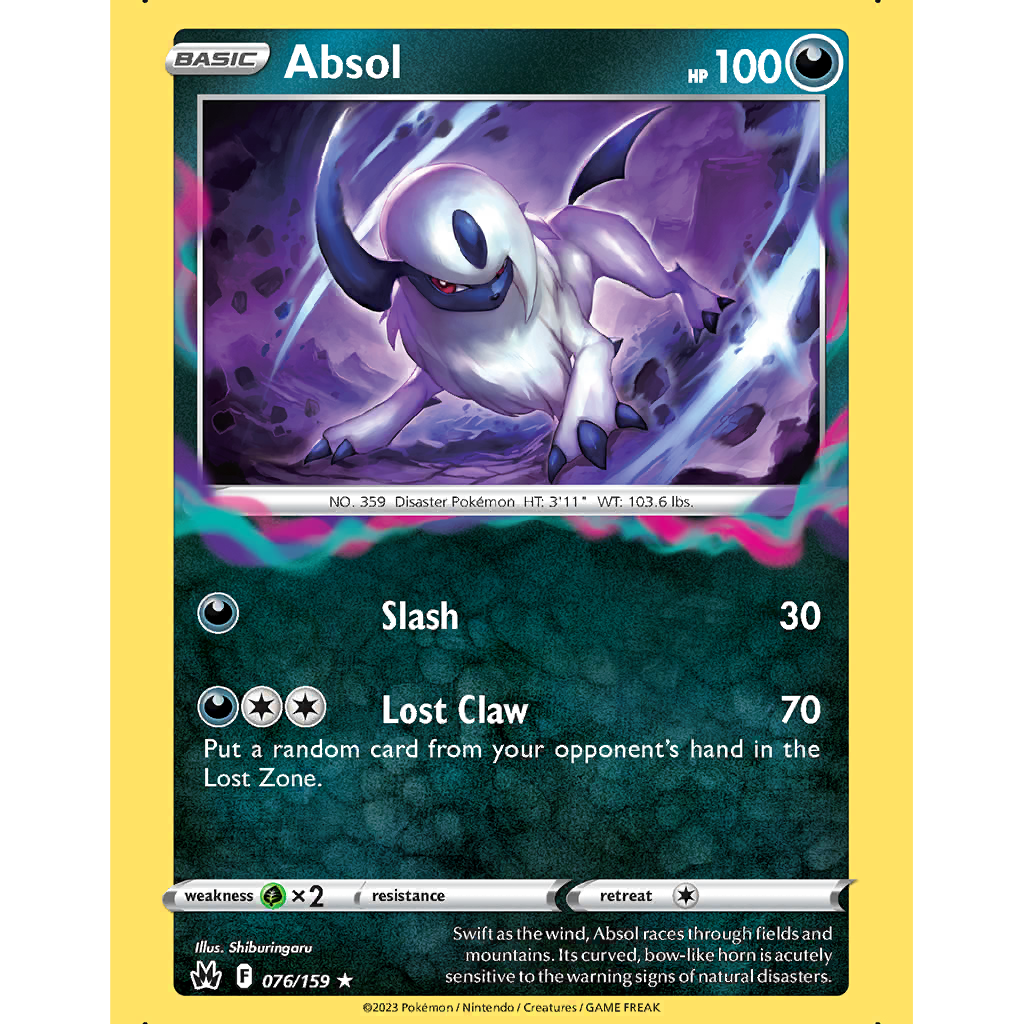 BASIC Absol HP 100
NO. 359 Disaster Pokémon HT: 3'11" WT: 103.6 lbs.
Slash 30
Lost Claw 70
Put a random card from your opponent's hand in the
Lost Zone.
weakness ×2 resistance retreat
Swift as the wind, Absol races through fields and
mountains. Its curved, bow-like horn is acutely
sensitive to the warning signs of natural disasters.
Illus. Shiburingaru
F 076/159 ★
©2023 Pokémon / Nintendo / Creatures / GAME FREAK